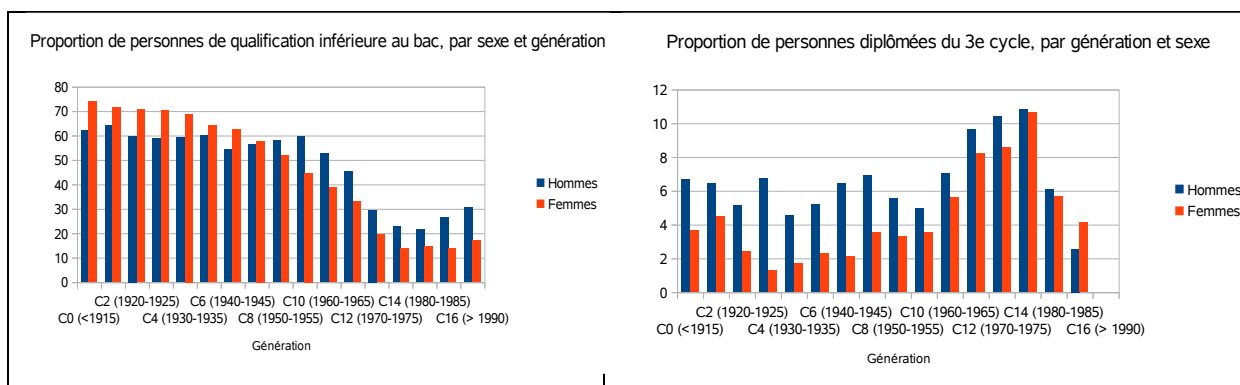 Proportion de personnes de qualification inférieure au bac, par sexe et génération
80
70
60
50
40
30
20
10
0
C2 (1920-1925) C6 (1940-1945) C10 (1960-1965) C14 (1980-1985)
C0 (<1915) C4 (1930-1935) C8 (1950-1955) C12 (1970-1975) C16 (> 1990)
Génération
Hommes
Femmes
Proportion de personnes diplômées du 3e cycle, par génération et sexe
12
10
8
6
4
2
0
C2 (1920-1925) C6 (1940-1945) C10 (1960-1965) C14 (1980-1985)
C0 (<1915) C4 (1930-1935) C8 (1950-1955) C12 (1970-1975) C16 (> 1990)
Génération
Hommes
Femmes